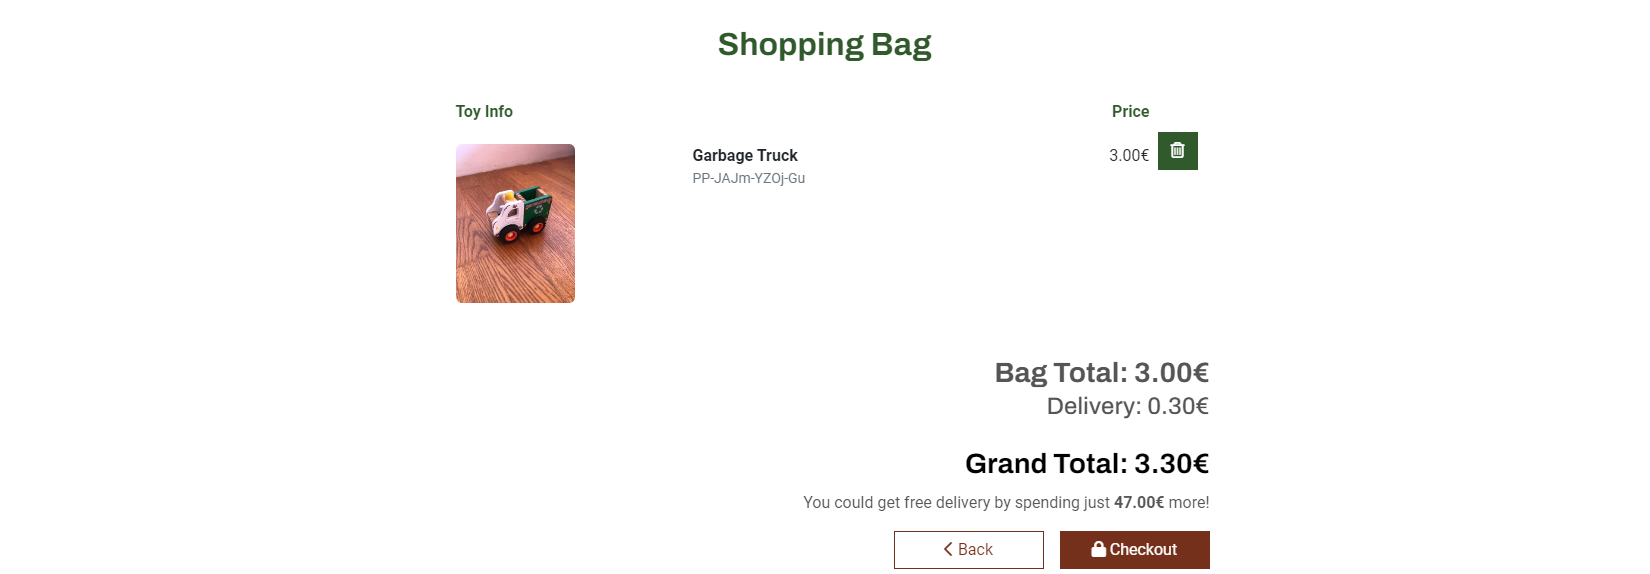 Shopping Bag
Toy Info
Price
Garbage Truck
3.00€
PP-JAJm-YZOj-Gu
Bag Total: 3.00€
Delivery: 0.30€
Grand Total: 3.30€
You could get free delivery by spending just 47.00€ more!
Back
Checkout